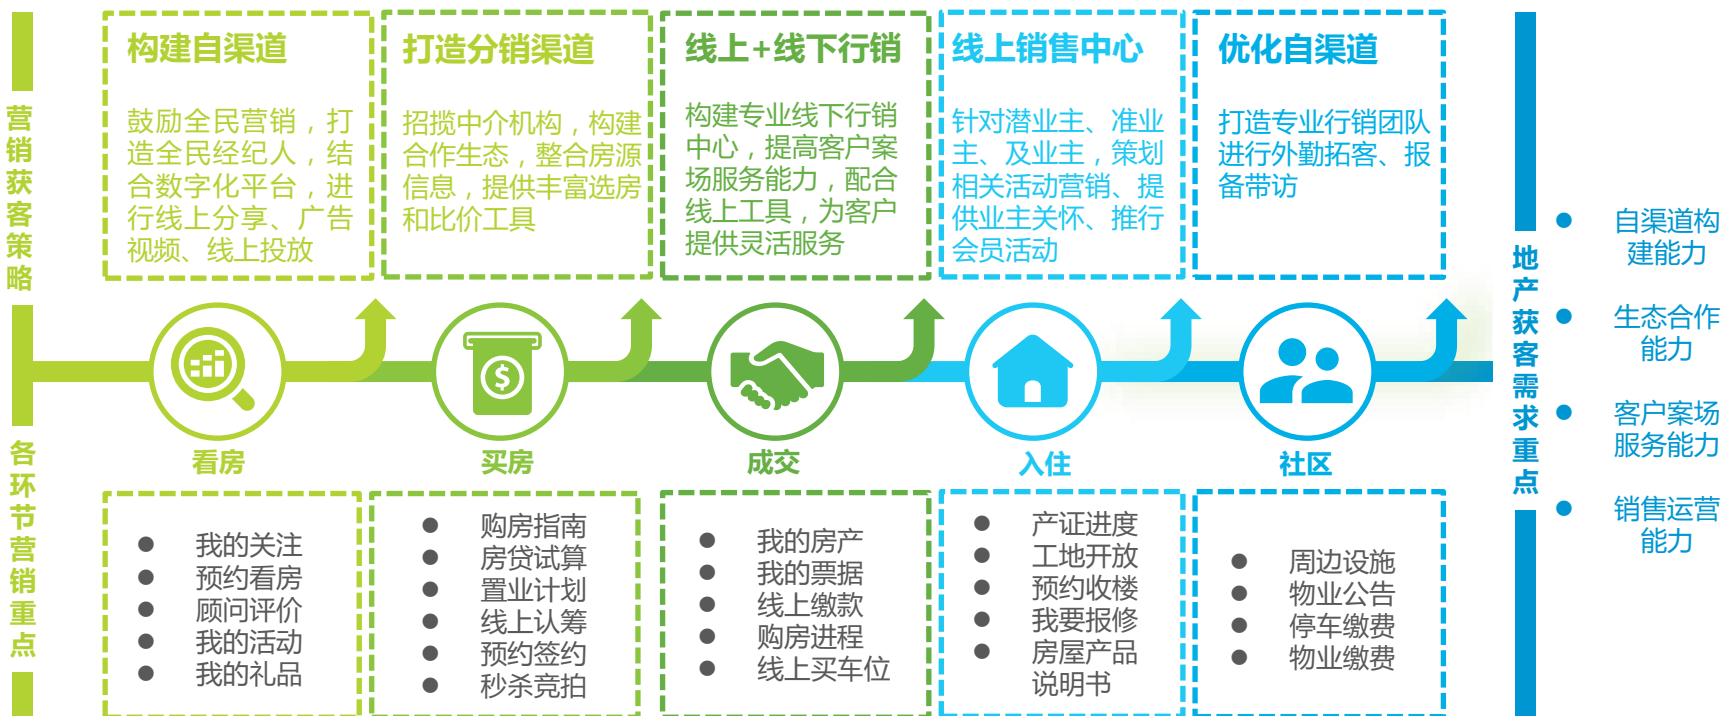 营销获客策略
构建自渠道
鼓励全民营销，打
造全民经纪人，结
合数字化平台，进
行线上分享、广告
视频、线上投放
打造分销渠道
招揽中介机构，构建
合作生态，整合房源
信息，提供丰富选房
和比价工具
线上+线下行销
构建专业线下行销
中心，提高客户案
场服务能力，配合
线上工具，为客户
提供灵活服务
线上销售中心
针对潜业主、准业
主、及业主，策划
相关活动营销、提
供业主关怀、推行
会员活动
优化自渠道
打造专业行销团队
进行外勤拓客、报
备带访
$
看房
买房
成交
入住
社区
各环节营销重点
● 我的关注
● 预约看房
● 顾问评价
● 我的活动
● 我的礼品
● 购房指南
● 房贷试算
● 置业计划
● 线上认筹
● 预约签约
● 秒杀竞拍
● 我的房产
● 我的票据
● 线上缴款
● 购房进程
● 线上买车位
● 产证进度
● 工地开放
● 预约收楼
● 我要报修
● 房屋产品
说明书
● 周边设施
● 物业公告
● 停车缴费
● 物业缴费
地产获客需求重点
● 自渠道构
建能力
● 生态合作
能力
● 客户案场
服务能力
● 销售运营
能力